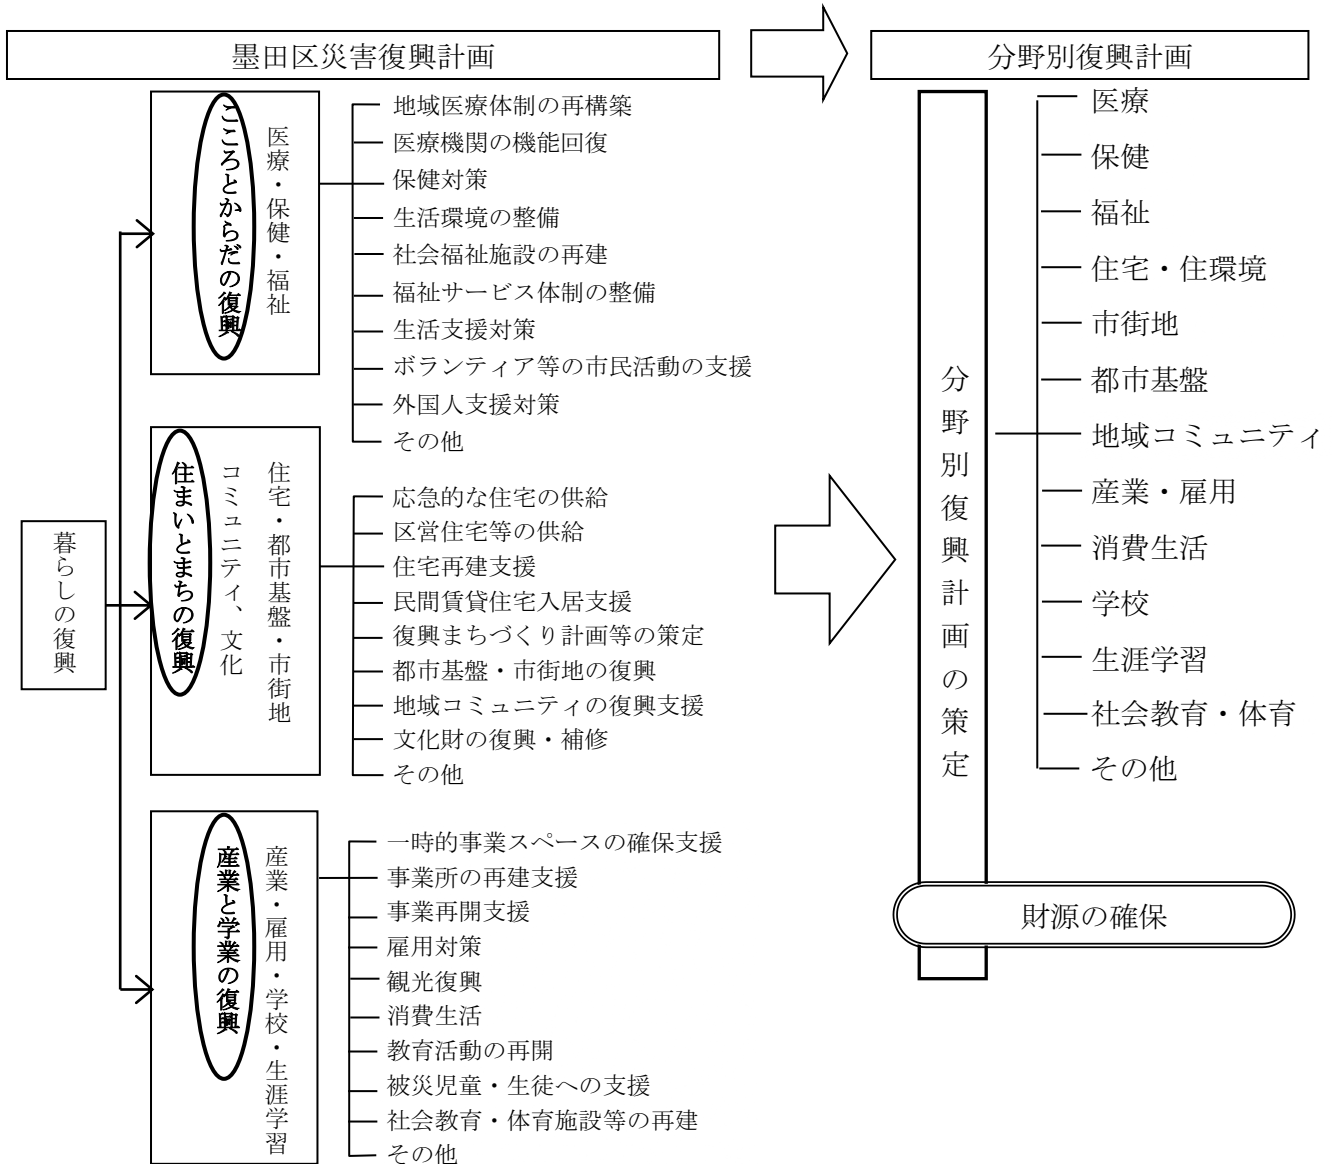 墨田区災害復興計画
分野別復興計画
暮らしの復興
こころとからだの復興
医療・保健・福祉
地域医療体制の再構築
医療機関の機能回復
保健対策
生活環境の整備
社会福祉施設の再建
福祉サービス体制の整備
生活支援対策
ボランティア等の市民活動の支援
外国人支援対策
その他
住まいとまちの復興
住宅・都市基盤・市街地
コミュニティ、文化
応急的な住宅の供給
区営住宅等の供給
住宅再建支援
民間賃貸住宅入居支援
復興まちづくり計画等の策定
都市基盤・市街地の復興
地域コミュニティの復興支援
文化財の復興・補修
その他
産業と学業の復興
産業・雇用・学校・生涯学習
一時的事業スペースの確保支援
事業所の再建支援
事業再開支援
雇用対策
観光復興
消費生活
教育活動の再開
被災児童・生徒への支援
社会教育・体育施設等の再建
その他
分野別復興計画の策定
医療
保健
福祉
住宅・住環境
市街地
都市基盤
地域コミュニティ
産業・雇用
消費生活
学校
生涯学習
社会教育・体育
その他
財源の確保